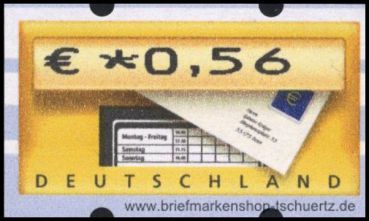 € *0,56
Montag - Freitag
Samstag
Sonntag
DEUTSCHLAND
www.briefmarkenshop-tschuertz.de